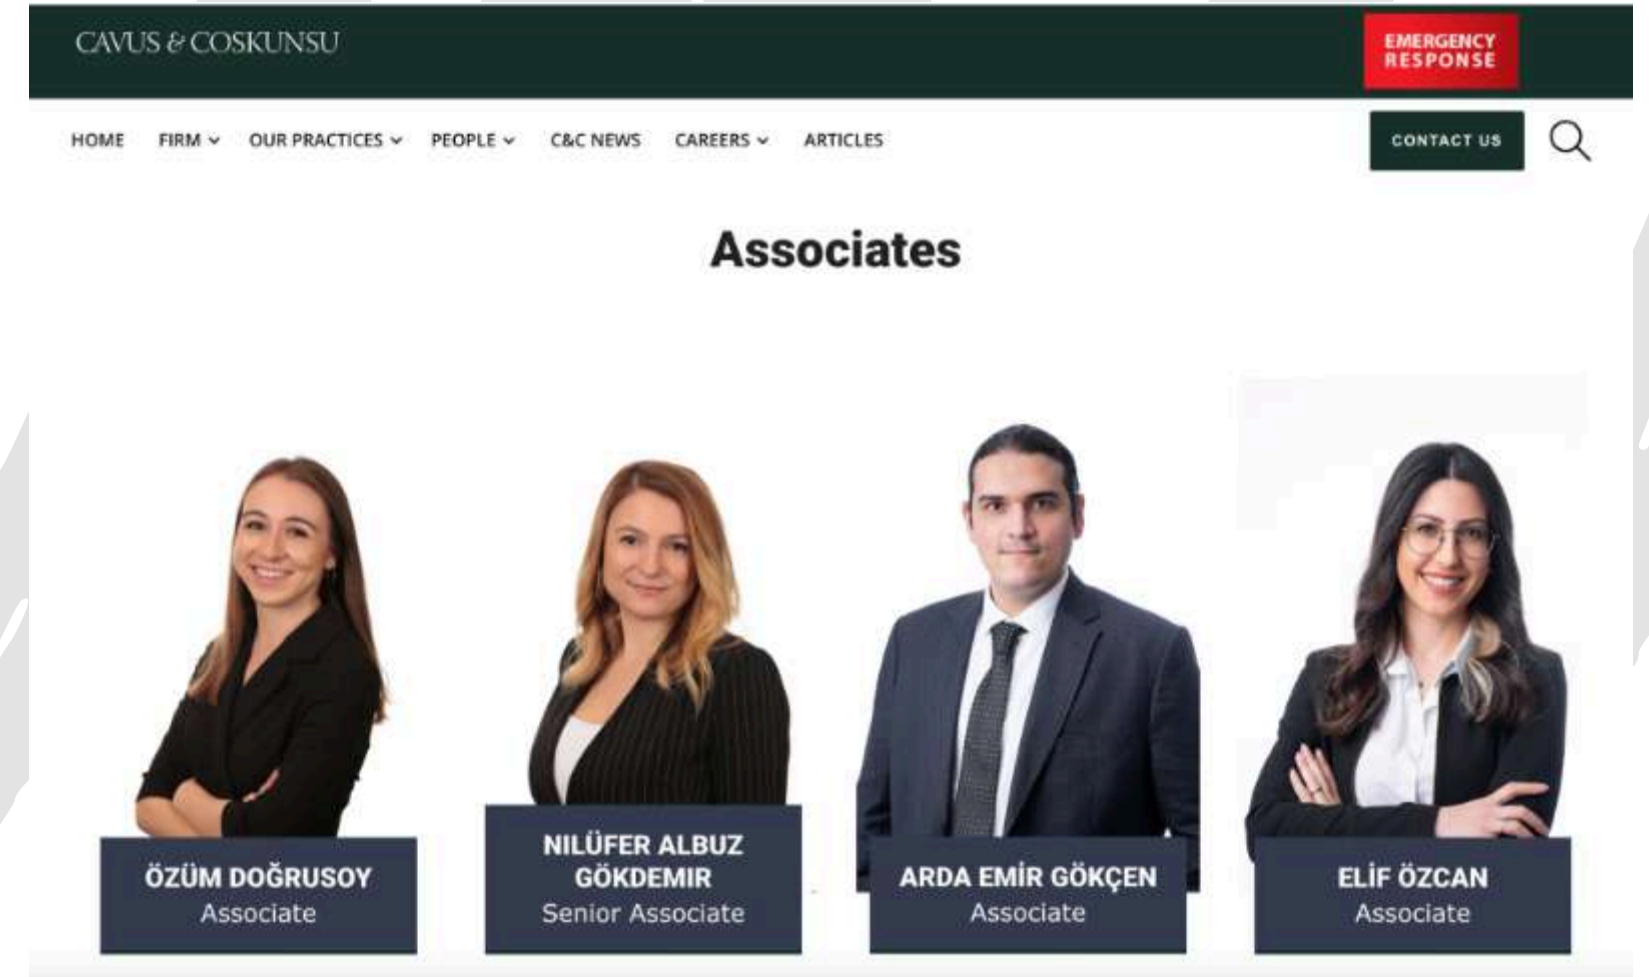 CAVUS & COSKUNSU
EMERGENCY
RESPONSE
HOME FIRM OUR PRACTICES PEOPLE C&C NEWS CAREERS ARTICLES
CONTACT US
Associates
ÖZÜM DOĞRUSOY
Associate
NILÜFER ALBUZ
GÖKDEMIR
Senior Associate
ARDA EMİR GÖKÇEN
Associate
ELİF ÖZCAN
Associate